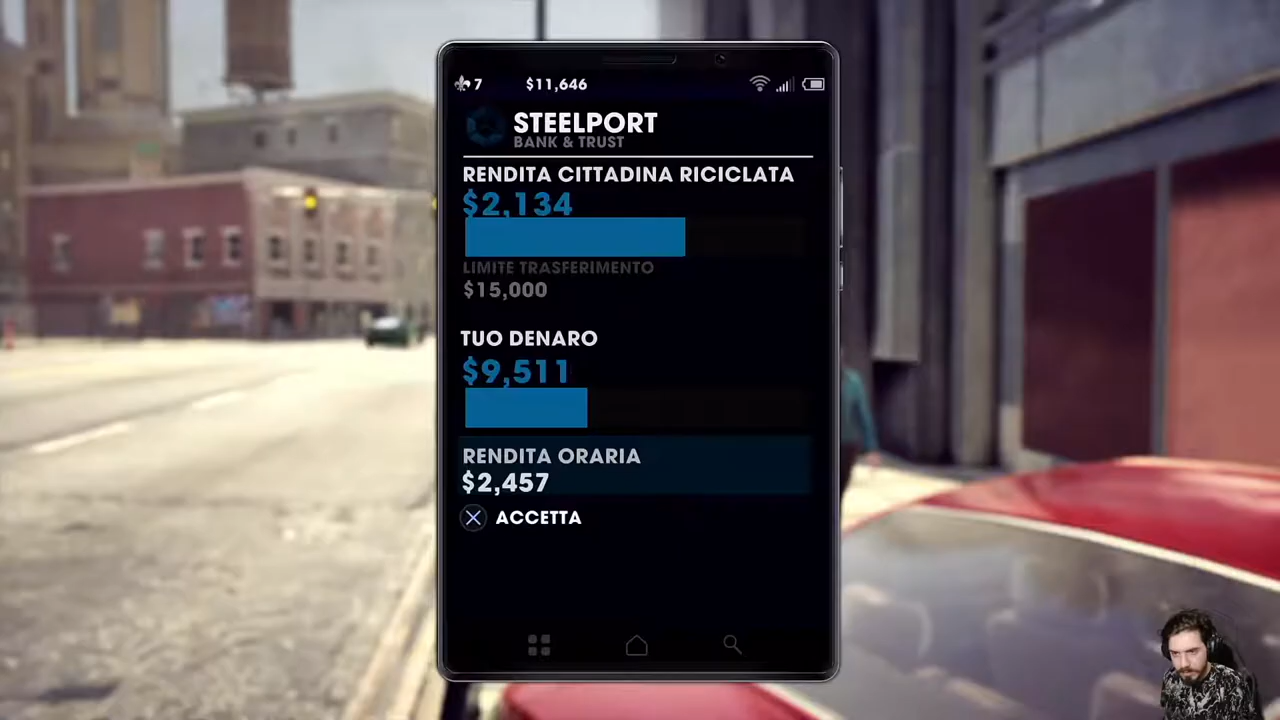 7 $11,646
STEELPORT
BANK & TRUST
RENDITA CITTADINA RICICLATA
$2,134
LIMITE TRASFERIMENTO
$15,000
TUO DENARO
$9,511
RENDITA ORARIA
$2,457
ACCETTA